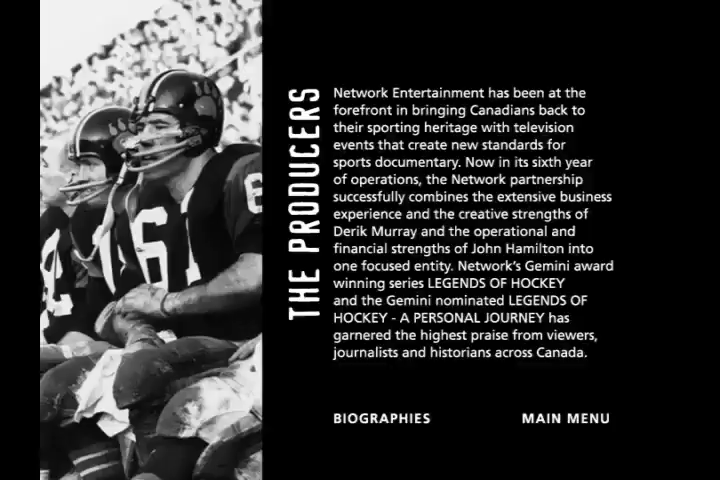 THE PRODUCERS
Network Entertainment has been at the
forefront in bringing Canadians back to
their sporting heritage with television
events that create new standards for
sports documentary. Now in its sixth year
of operations, the Network partnership
successfully combines the extensive business
experience and the creative strengths of
Derik Murray and the operational and
financial strengths of John Hamilton into
one focused entity. Network's Gemini award
winning series LEGENDS OF HOCKEY
and the Gemini nominated LEGENDS OF
HOCKEY - A PERSONAL JOURNEY has
garnered the highest praise from viewers,
journalists and historians across Canada.
BIOGRAPHIES
MAIN MENU
61
6